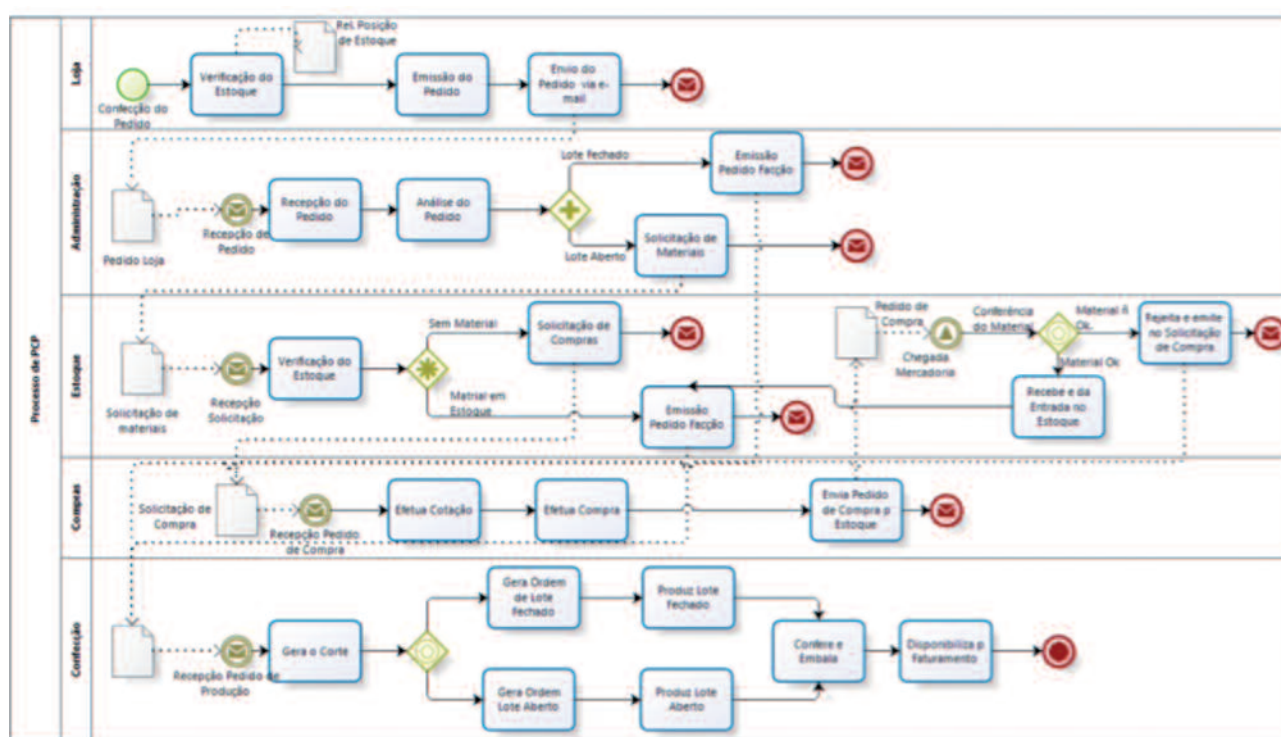 Processo de PCP
Loja
Confecção do
Pedido
Verificação do
Estoque
Rel. Posição
de Estoque
Emissão do
Pedido
Envio do
Pedido via e-
mail
Administração
Pedido Loja
Recepção de
Pedido
Recepção do
Pedido
Análise do
Pedido
Lote Fechado
Lote Aberto
Emissão
Pedido Facção
Solicitação de
Materiais
Estoque
Solicitação de
materiais
Recepção
Solicitação
Verificação do
Estoque
Sem Material
Matrial em
Estoque
Solicitação de
Compras
Emissão
Pedido Facção
Pedido de
Compra
Chegada
Mercadoria
Conferência
do Material
Material ñ
Ok.
Material Ok
Rejeita e emite
no Solicitação
de Compra
Recebe e da
Entrada no
Estoque
Compras
Solicitação de
Compra
Recepção Pedido
de Compra
Efetua Cotação
Efetua Compra
Envia Pedido
de Compra p
Estoque
Confecção
Recepção Pedido de
Produção
Gera o Corte
Gera Ordem
de Lote
Fechado
Produz Lote
Fechado
Gera Ordem
Lote Aberto
Produz Lote
Aberto
Confere e
Embala
Disponibiliza p
Faturamento